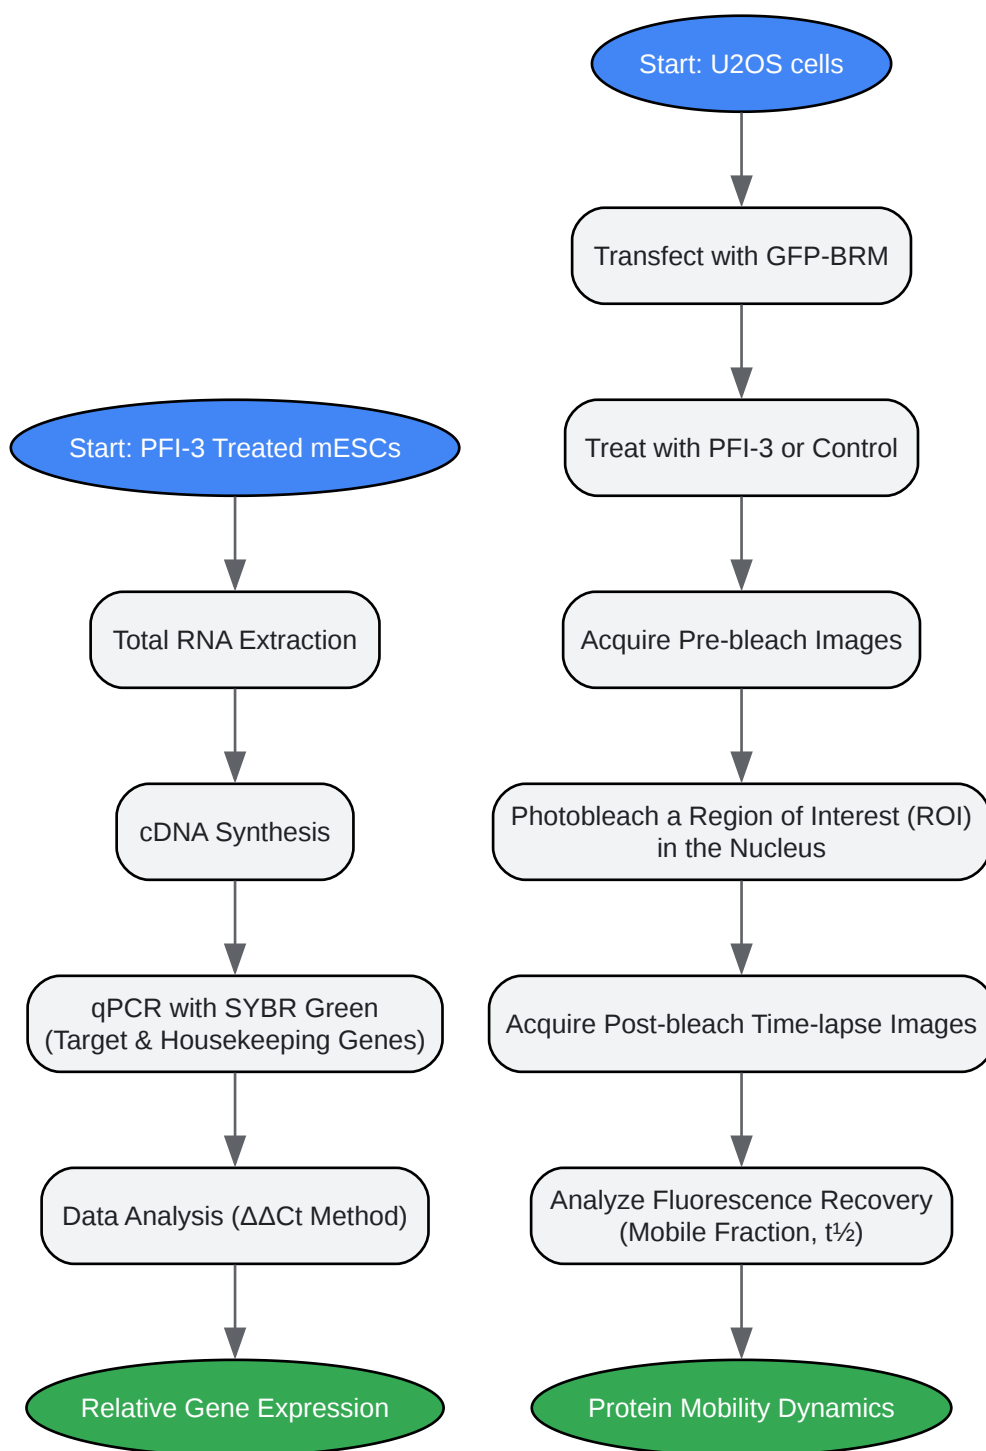 Start: PFI-3 Treated mESCs
Total RNA Extraction
cDNA Synthesis
qPCR with SYBR Green
(Target & Housekeeping Genes)
Data Analysis (ΔΔCt Method)
Relative Gene Expression
Start: U2OS cells
Transfect with GFP-BRM
Treat with PFI-3 or Control
Acquire Pre-bleach Images
Photobleach a Region of Interest (ROI)
in the Nucleus
Acquire Post-bleach Time-lapse Images
Analyze Fluorescence Recovery
(Mobile Fraction, t½)
Protein Mobility Dynamics